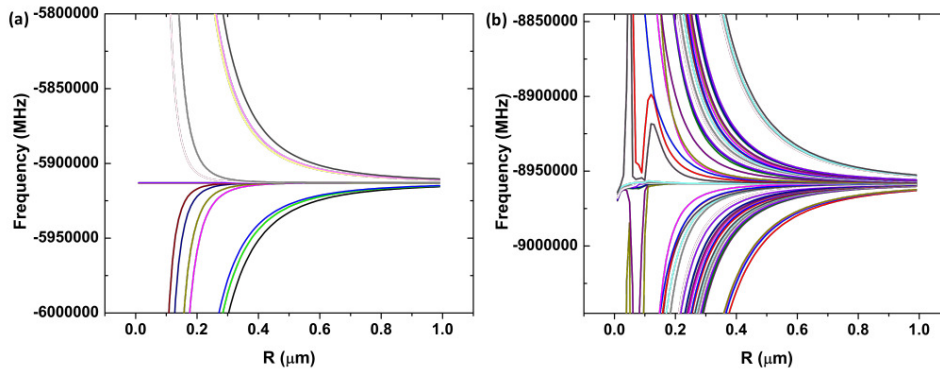 (a)
-5800000
-5850000
-5900000
-5950000
-6000000
Frequency (MHz)
0.0 0.2 0.4 0.6 0.8 1.0
R (μm)
(b)
-8850000
-8900000
-8950000
-9000000
Frequency (MHz)
0.0 0.2 0.4 0.6 0.8 1.0
R (μm)